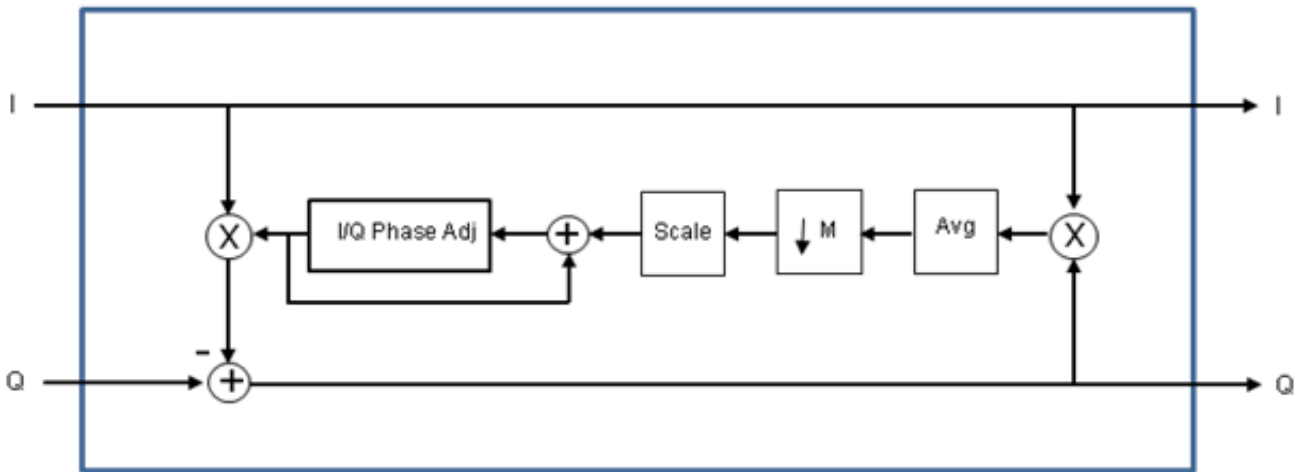 I
I
X
I/Q Phase Adj
+
Scale
↓ M
Avg
X
-
Q
+
Q